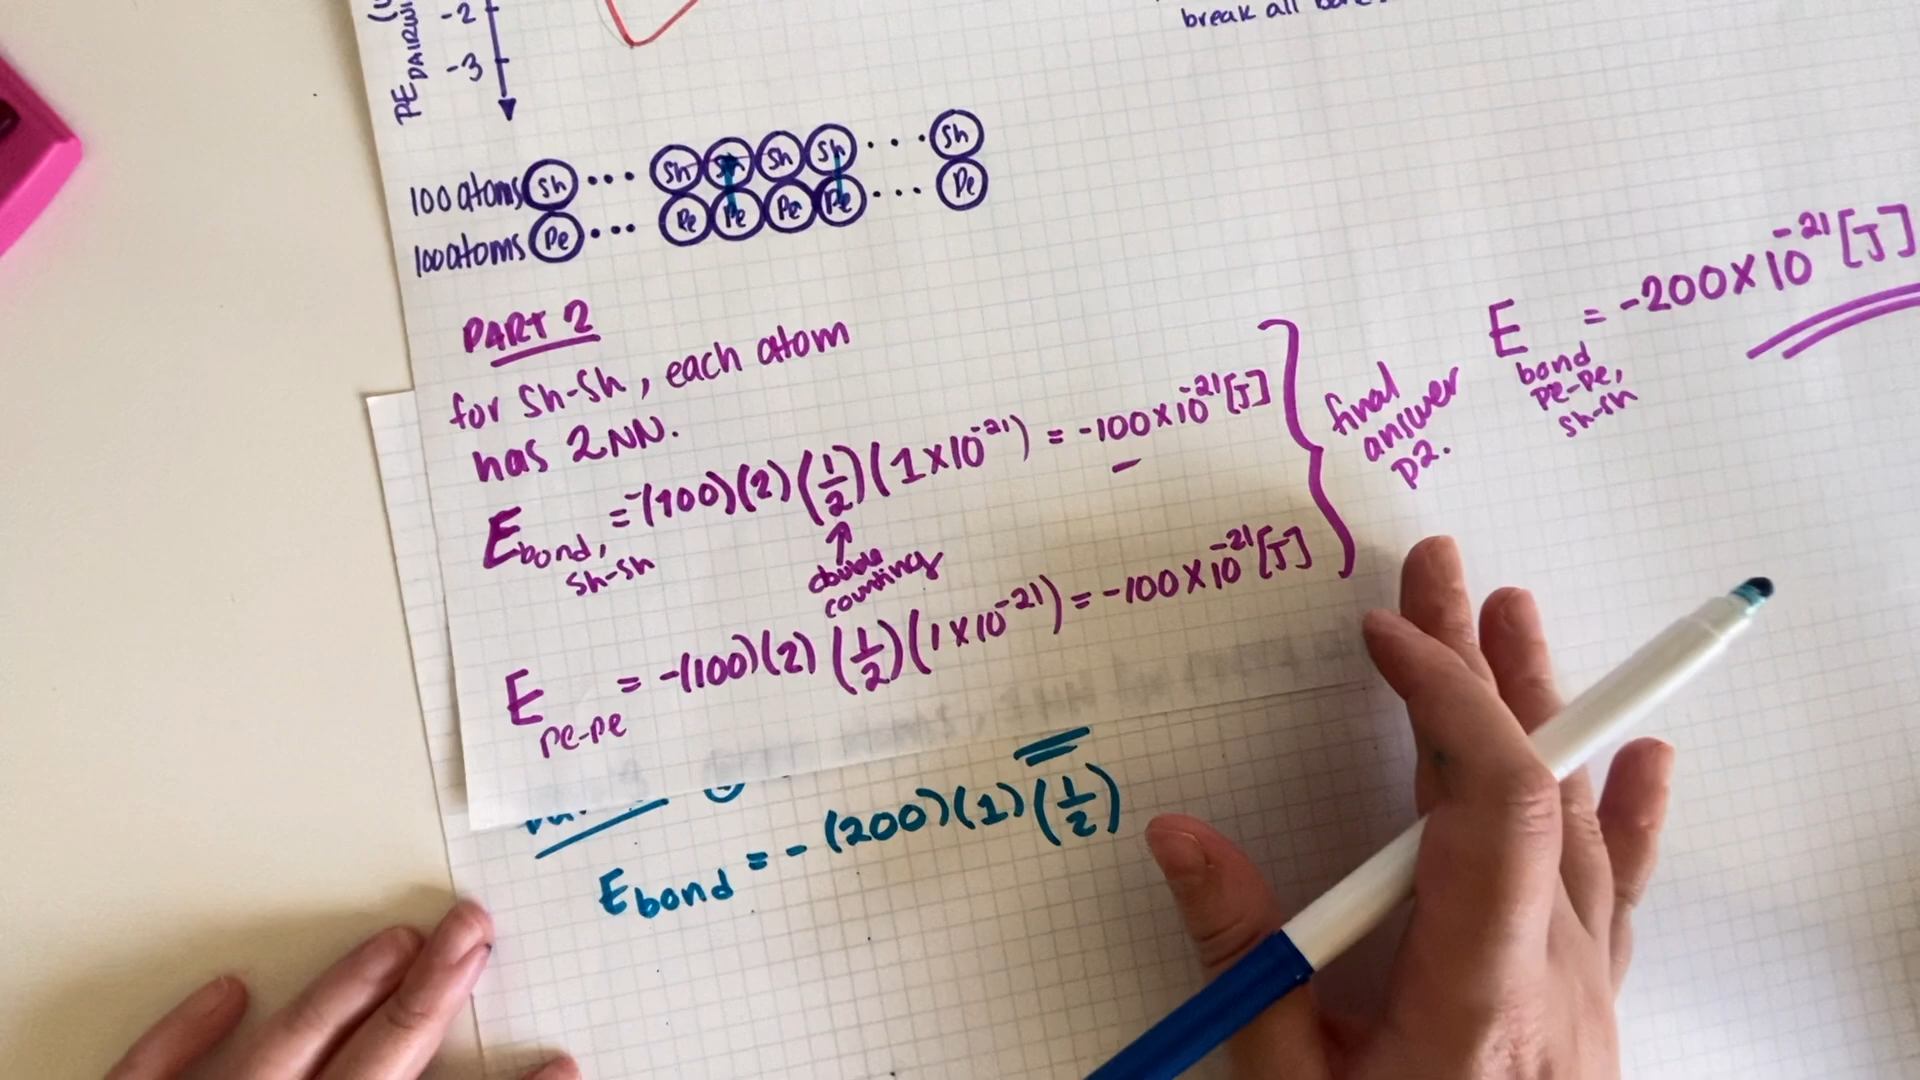 -2
-3
break all
100 atoms Sh ... Sh Sh Sh Sh ... Sh
100 atoms Pe ... Pe Pe Pe Pe ... Pe
PART 2
for Sh-Sh, each atom
has 2NN.
E bond, Sh-Sh = -(100)(2)(1/2)(1×10^-21) = -100×10^-21 [J]
double
counting
E Pe-Pe = -(100)(2)(1/2)(1×10^-21) = -100×10^-21 [J]
final
answer
p2.
E bond Pe-Pe, Sh-Sh = -200×10^-21 [J]
E bond = -(200)(1)(1/2)